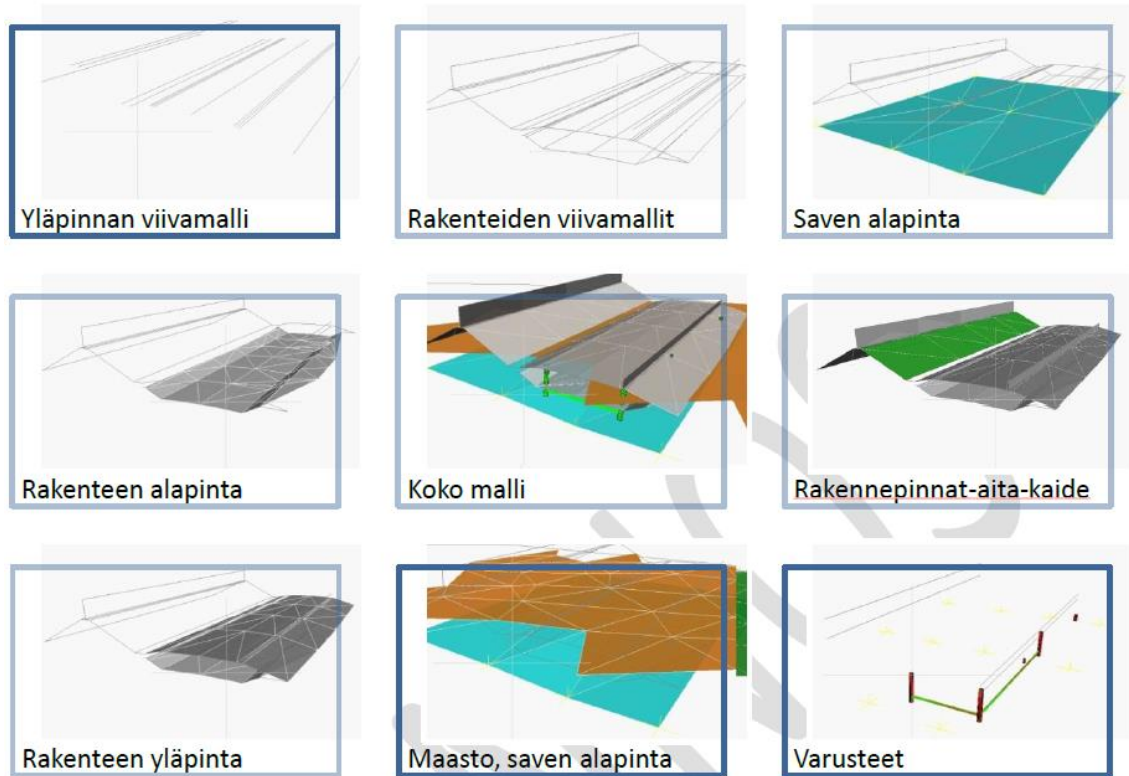 Yläpinnan viivamalli
Rakenteiden viivamallit
Saven alapinta
Rakenteen alapinta
Koko malli
Rakennepinnat-aita-kaide
Rakenteen yläpinta
Maasto, saven alapinta
Varusteet